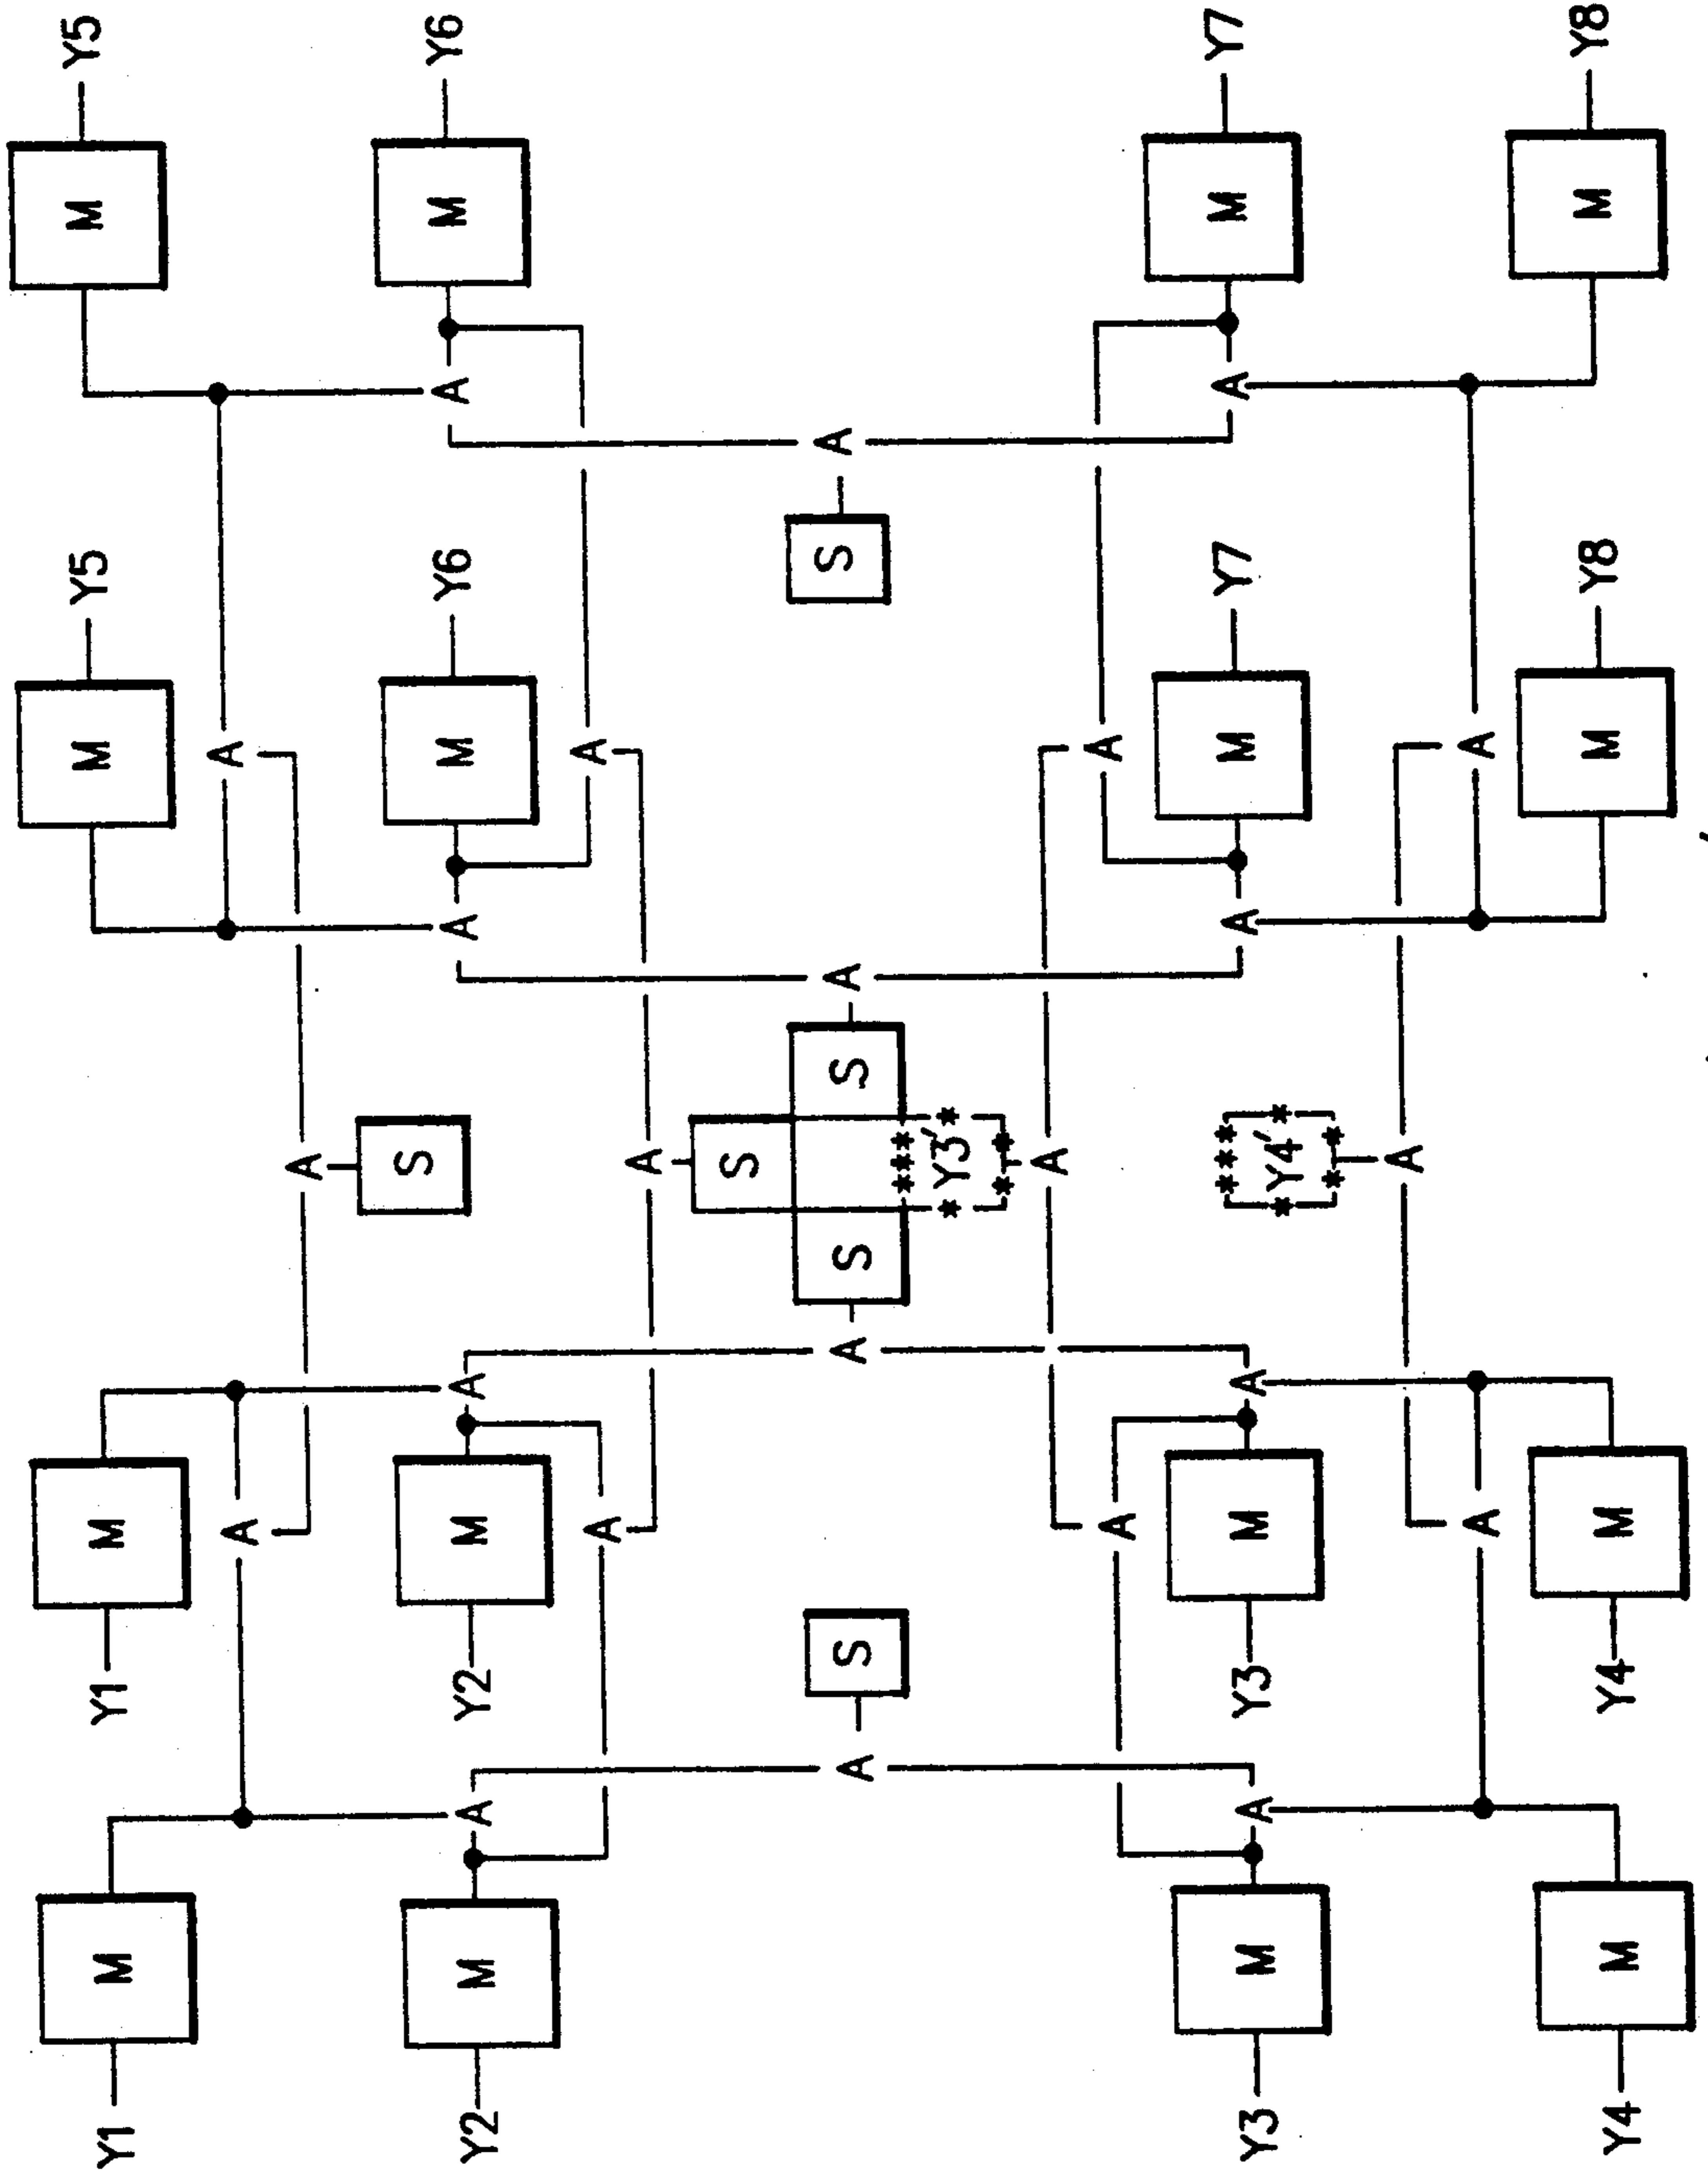 Y1 M Y1 M M Y5 M Y5
A A
A
S
Y2 M A Y2 M A A M Y6 A M Y6
A A
A
S
A S A S S A S A
***
* Y3' *
* *
A
A A
Y3 M A Y3 M A *** A M Y7 A M Y7
* Y4' *
* *
A
A A
Y4 M Y4 M M Y8 M Y8